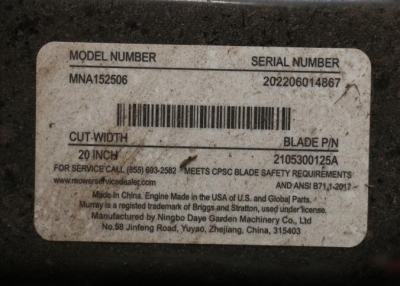 MODEL NUMBER SERIAL NUMBER
MNA152506 202206014867
CUT-WIDTH BLADE P/N
20 INCH 2105300125A
FOR SERVICE CALL (855) 693-2582 MEETS CPSC BLADE SAFETY REQUIREMENTS
www.mowerservicedealer.com AND ANSI B71.1-2017
Made In China. Engine Made in the USA of U.S. and Global Parts.
Murray is a registered trademark of Briggs and Stratton, used under license.
Manufactured by Ningbo Daye Garden Machinery Co., Ltd
No.58 Jinfeng Road, Yuyao, Zhejiang, China, 315403